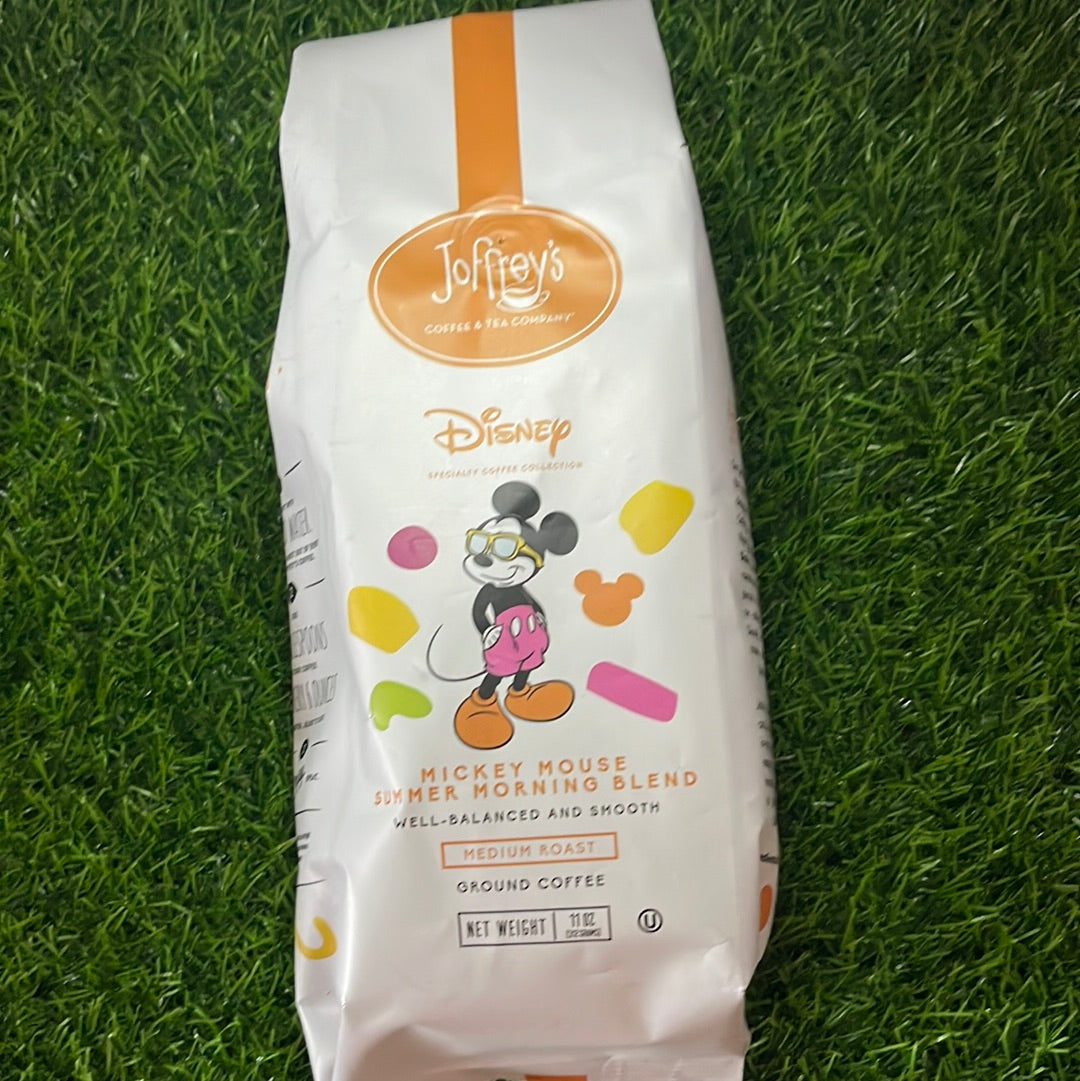 Joffrey's
COFFEE & TEA COMPANY
Disney
SPECIALTY COFFEE COLLECTION
MICKEY MOUSE
SUMMER MORNING BLEND
WELL-BALANCED AND SMOOTH
MEDIUM ROAST
GROUND COFFEE
NET WEIGHT 11 OZ
U
WATER